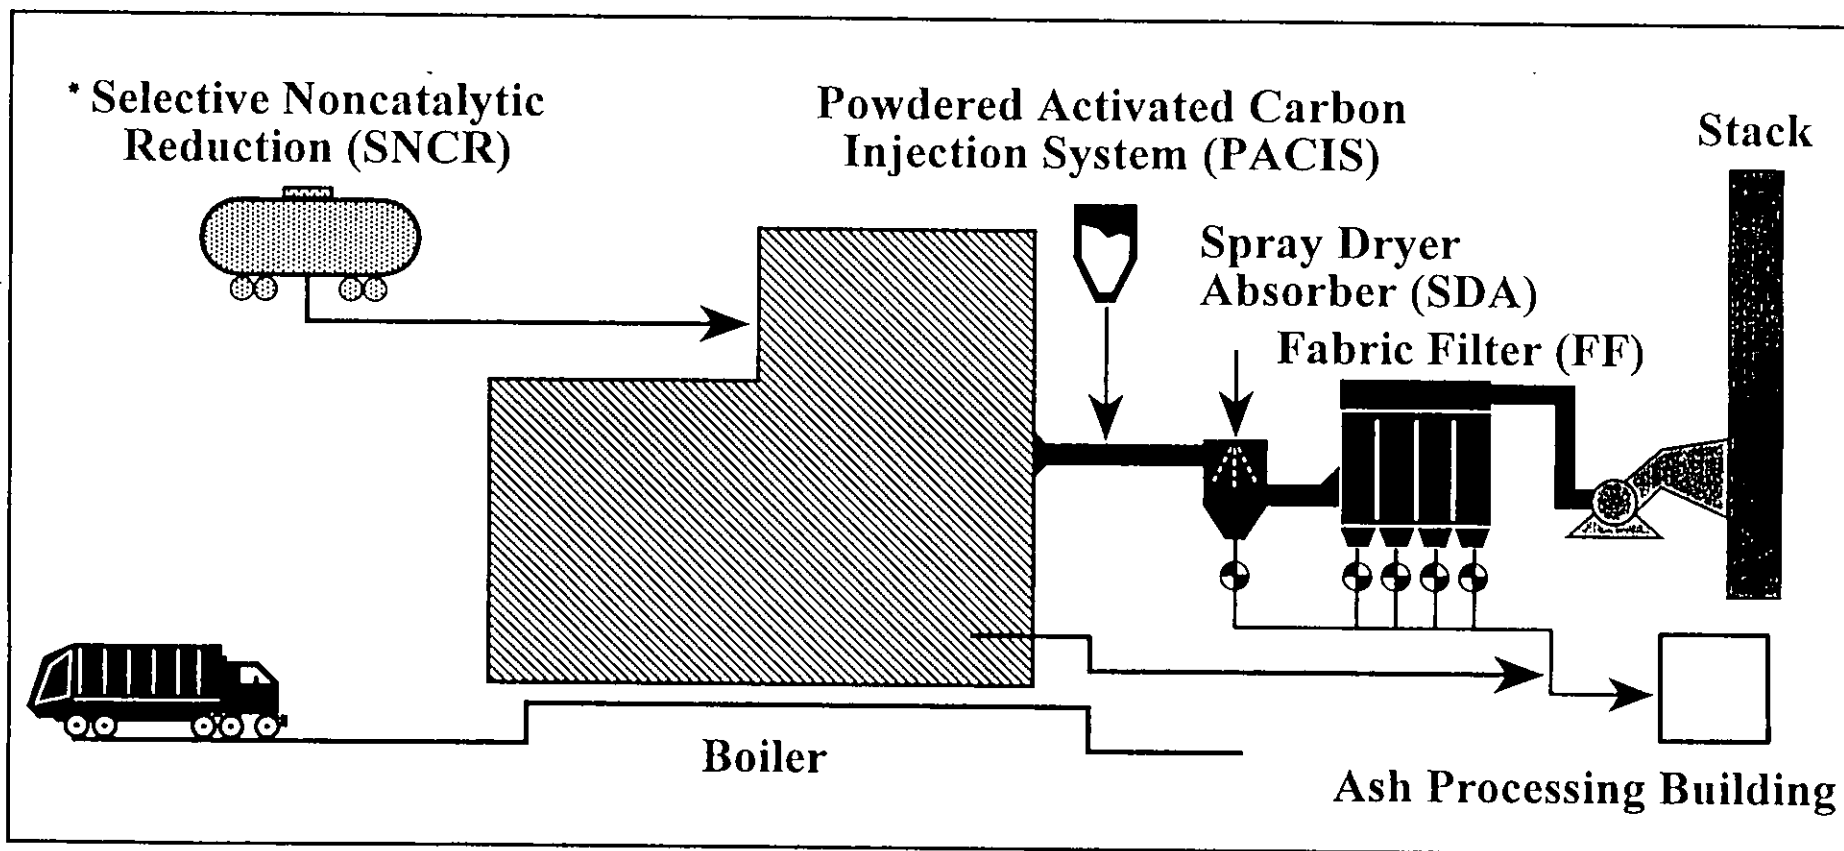 * Selective Noncatalytic
Reduction (SNCR)
Powdered Activated Carbon
Injection System (PACIS)
Stack
Spray Dryer
Absorber (SDA)
Fabric Filter (FF)
Boiler
Ash Processing Building